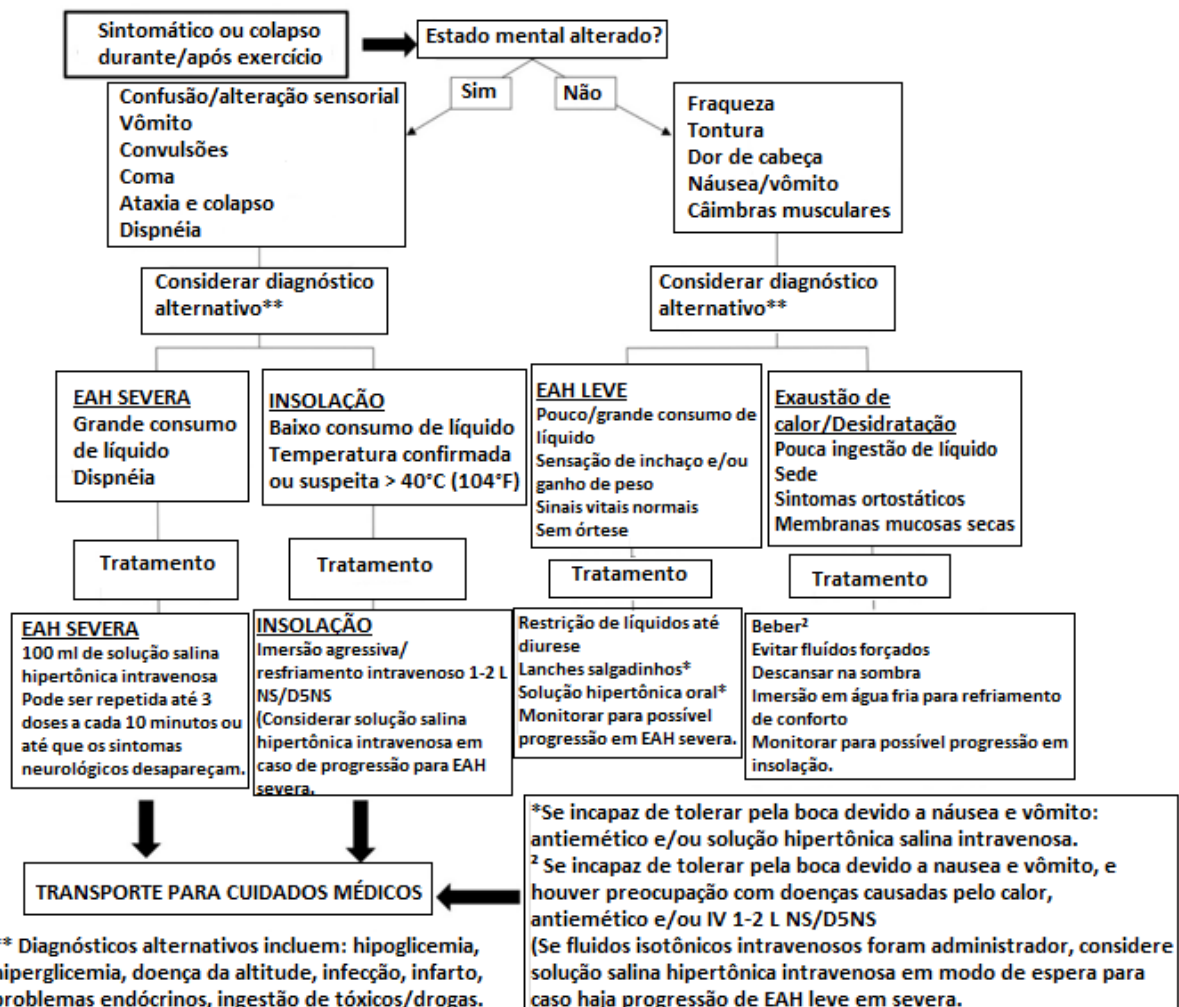 Sintomático ou colapso
durante/após exercício
Estado mental alterado?
Sim
Não
Confusão/alteração sensorial
Vômito
Convulsões
Coma
Ataxia e colapso
Dispnéia
Fraqueza
Tontura
Dor de cabeça
Náusea/vômito
Câimbras musculares
Considerar diagnóstico
alternativo**
Considerar diagnóstico
alternativo**
EAH SEVERA
Grande consumo
de líquido
Dispnéia
INSOLAÇÃO
Baixo consumo de líquido
Temperatura confirmada
ou suspeita > 40°C (104°F)
EAH LEVE
Pouco/grande consumo de
líquido
Sensação de inchaço e/ou
ganho de peso
Sinais vitais normais
Sem órtese
Exaustão de
calor/Desidratação
Pouca ingestão de líquido
Sede
Sintomas ortostáticos
Membranas mucosas secas
Tratamento
Tratamento
Tratamento
Tratamento
EAH SEVERA
100 ml de solução salina
hipertônica intravenosa
Pode ser repetida até 3
doses a cada 10 minutos ou
até que os sintomas
neurológicos desapareçam.
INSOLAÇÃO
Imersão agressiva/
resfriamento intravenoso 1-2 L
NS/D5NS
(Considerar solução salina
hipertônica intravenosa em
caso de progressão para EAH
severa.
Restrição de líquidos até
diurese
Lanches salgadinhos*
Solução hipertônica oral*
Monitorar para possível
progressão em EAH severa.
Beber²
Evitar fluídos forçados
Descansar na sombra
Imersão em água fria para refriamento
de conforto
Monitorar para possível progressão em
insolação.
TRANSPORTE PARA CUIDADOS MÉDICOS
*Se incapaz de tolerar pela boca devido a náusea e vômito:
antiemético e/ou solução hipertônica salina intravenosa.
² Se incapaz de tolerar pela boca devido a nausea e vômito, e
houver preocupação com doenças causadas pelo calor,
antiemético e/ou IV 1-2 L NS/D5NS
(Se fluidos isotônicos intravenosos foram administrador, considere
solução salina hipertônica intravenosa em modo de espera para
caso haja progressão de EAH leve em severa.
** Diagnósticos alternativos incluem: hipoglicemia,
hiperglicemia, doença da altitude, infecção, infarto,
problemas endócrinos, ingestão de tóxicos/drogas.